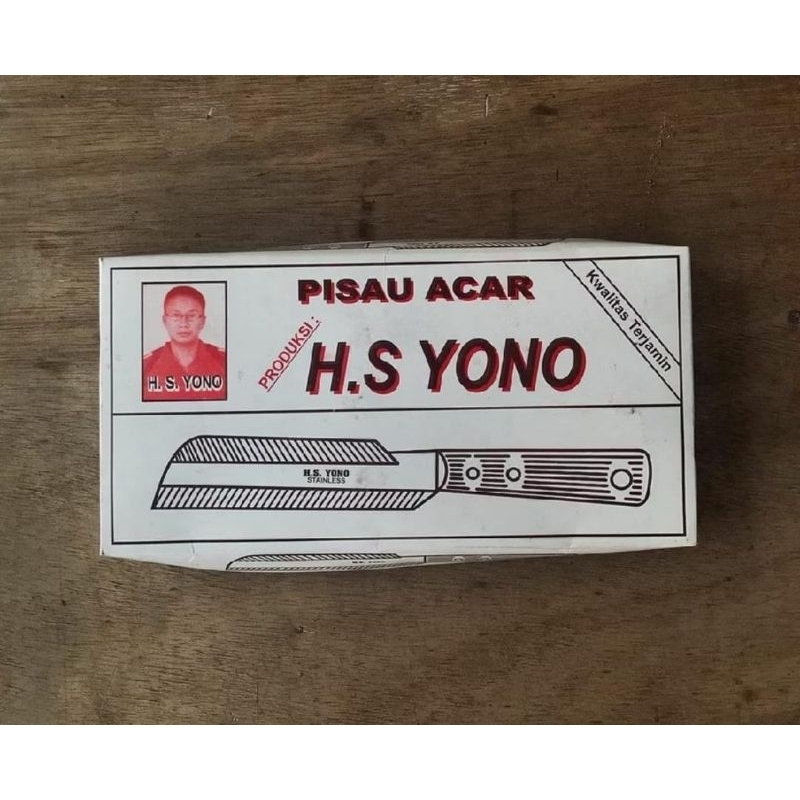 PISAU ACAR
Kwalitas Terjamin
PRODUKSI :
H.S YONO
H. S. YONO
H.S. YONO
STAINLESS